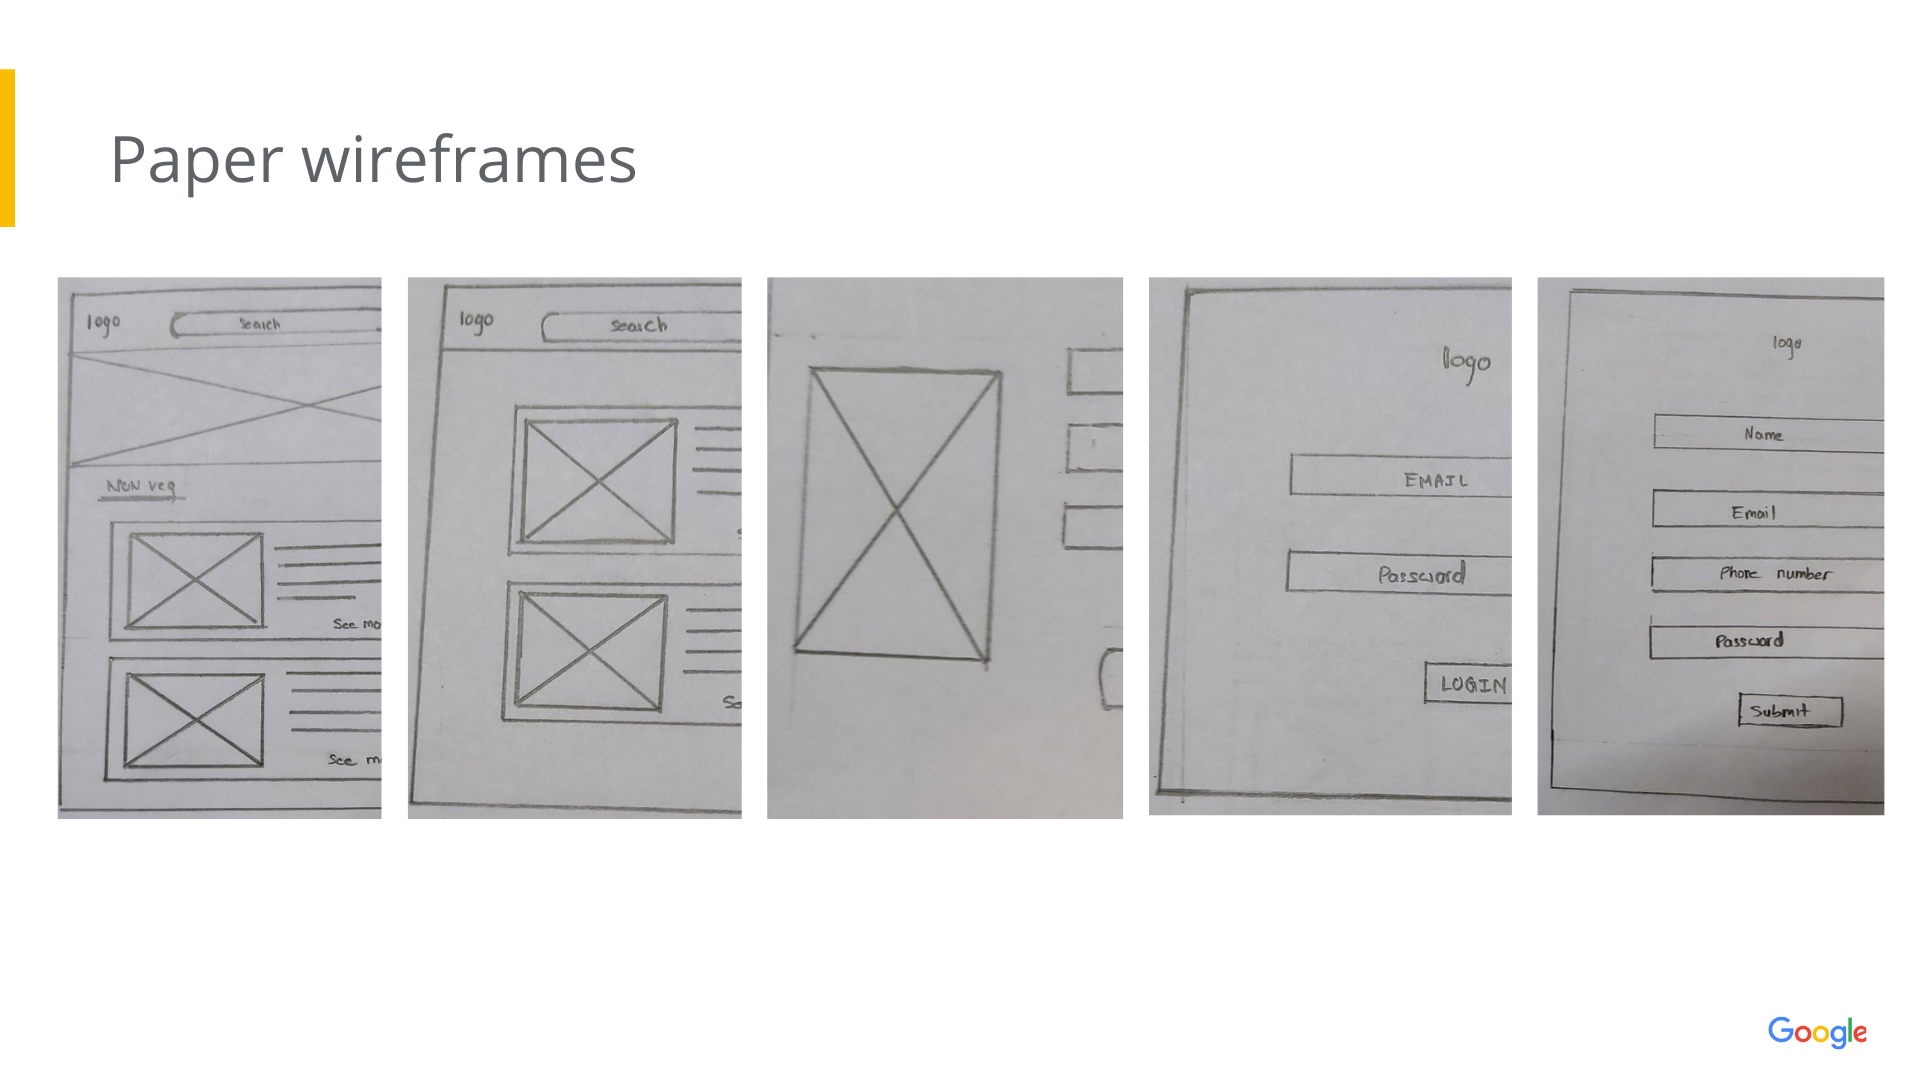 Paper wireframes
logo
Search
NON veg
See mo
See m
logo
Search
Se
logo
EMAIL
Password
LOGIN
logo
Name
Email
Phone number
Password
Submit
Google